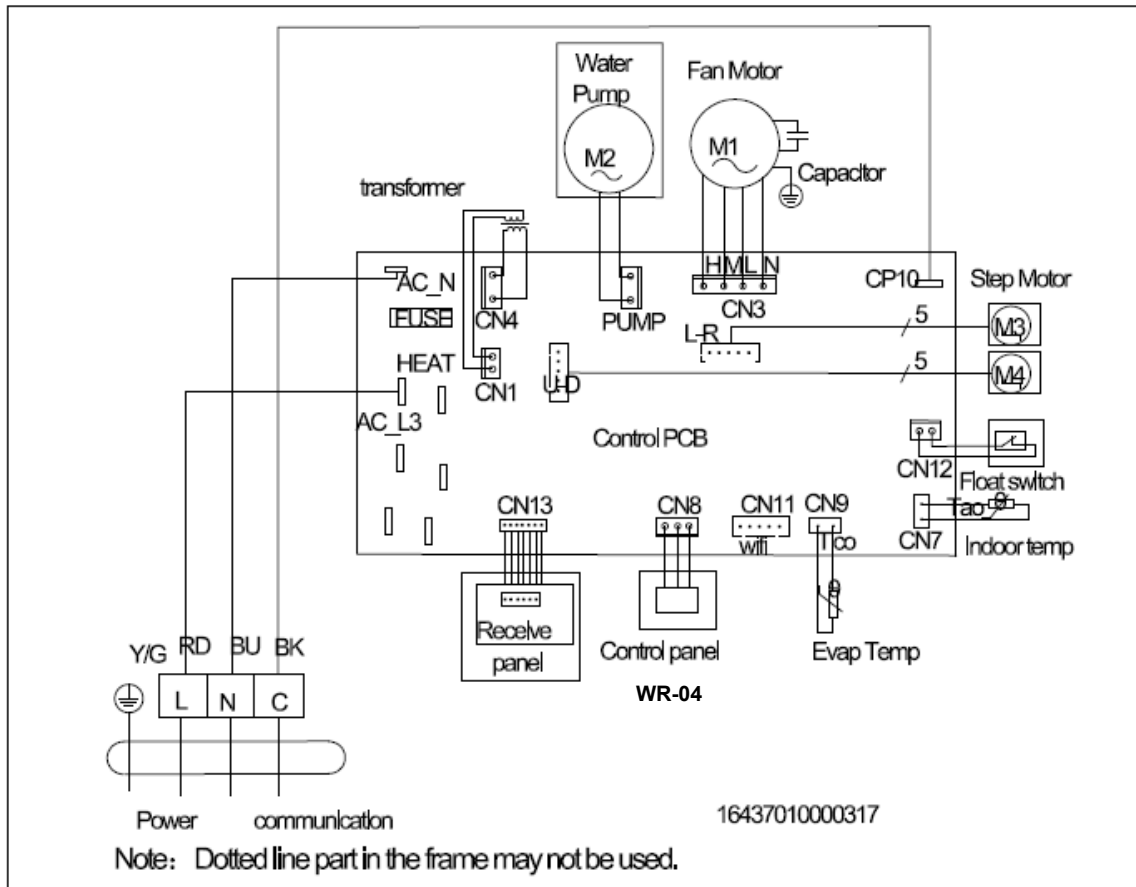 Water
Pump
M2
Fan Motor
M1
Capacitor
transformer
AC_N
FUSE
HEAT
AC_L3
CN4
CN1
PUMP
U-D
H M L N
CN3
L-R
CP10
Step Motor
5
M3
5
M4
Control PCB
CN12
Float switch
Tao
CN7
Indoor temp
CN13
CN8
CN11
wifi
CN9
Tco
Receive
panel
Control panel
WR-04
Evap Temp
Y/G
RD
BU
BK
L
N
C
Power
communication
16437010000317
Note: Dotted line part in the frame may not be used.